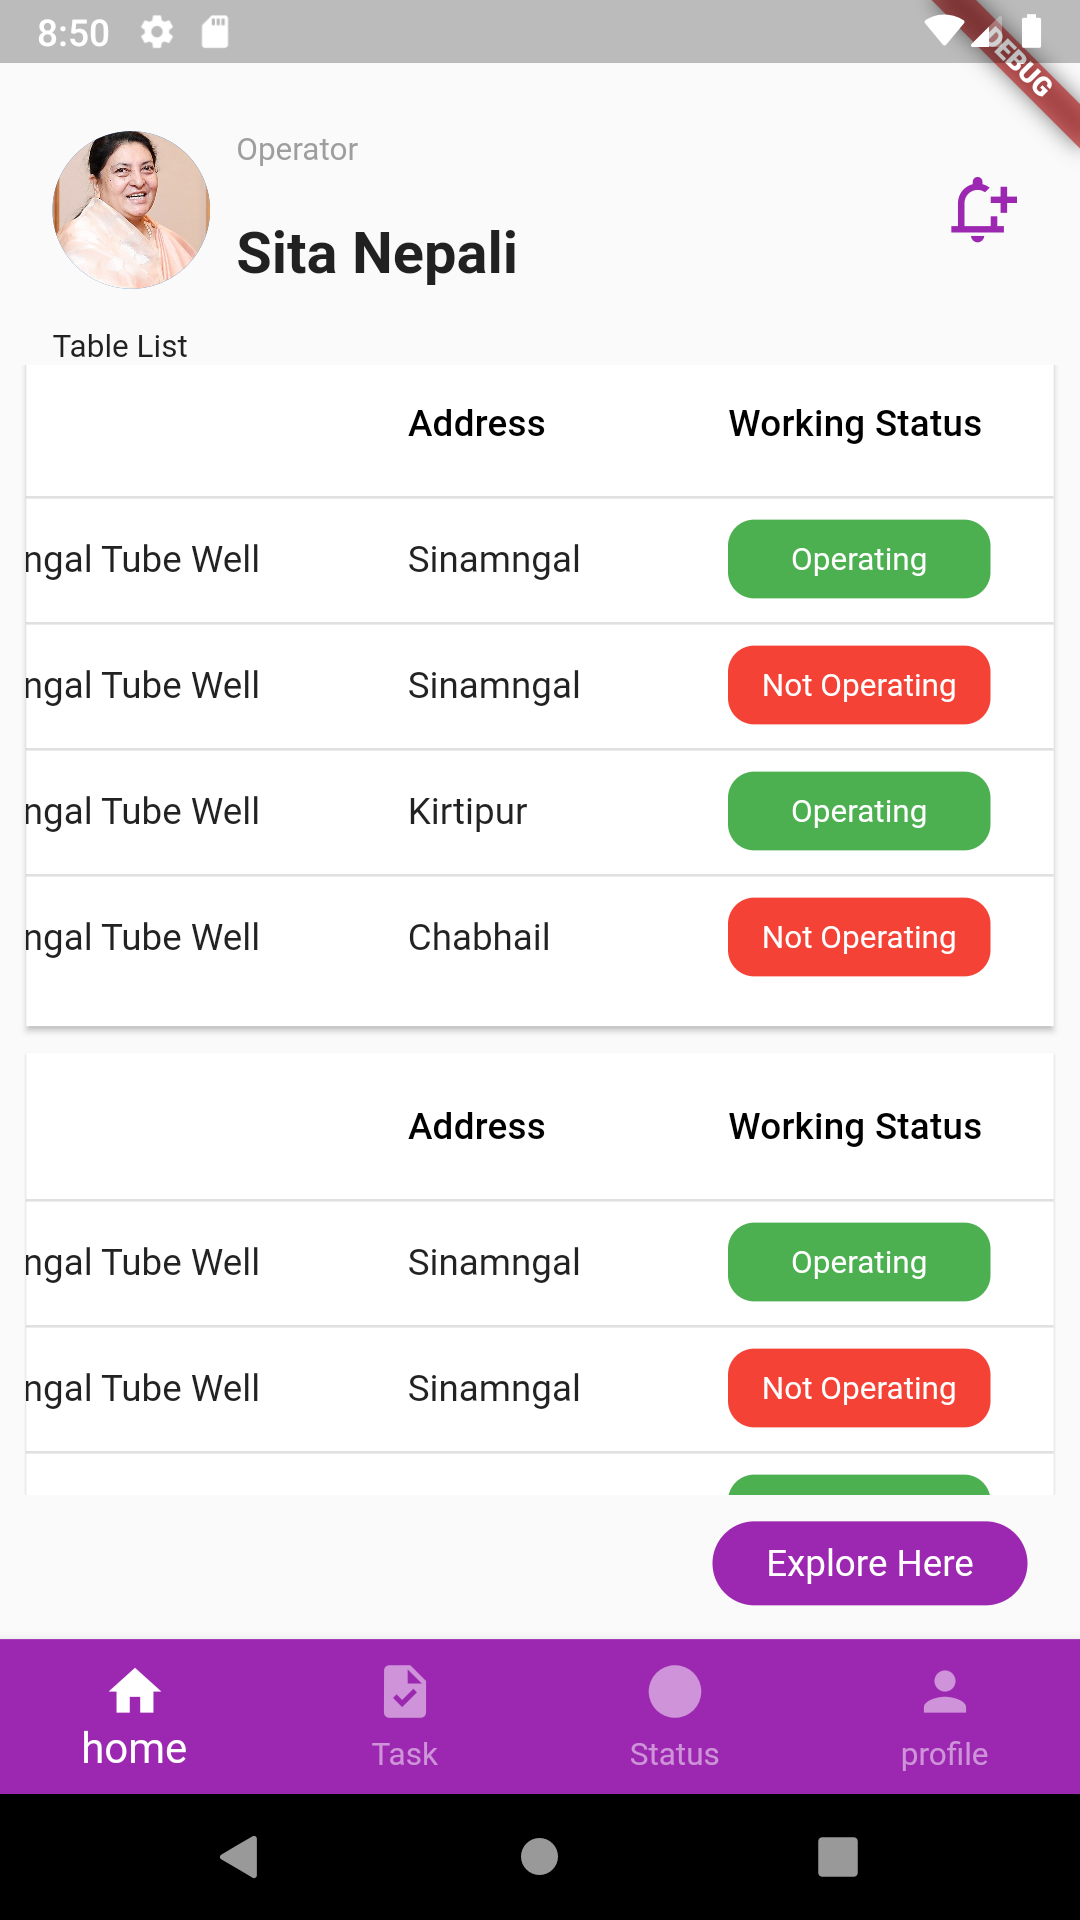 8:50
DEBUG
Operator
Sita Nepali
Table List
Address Working Status
ngal Tube Well Sinamngal Operating
ngal Tube Well Sinamngal Not Operating
ngal Tube Well Kirtipur Operating
ngal Tube Well Chabhail Not Operating
Address Working Status
ngal Tube Well Sinamngal Operating
ngal Tube Well Sinamngal Not Operating
Explore Here
home Task Status profile